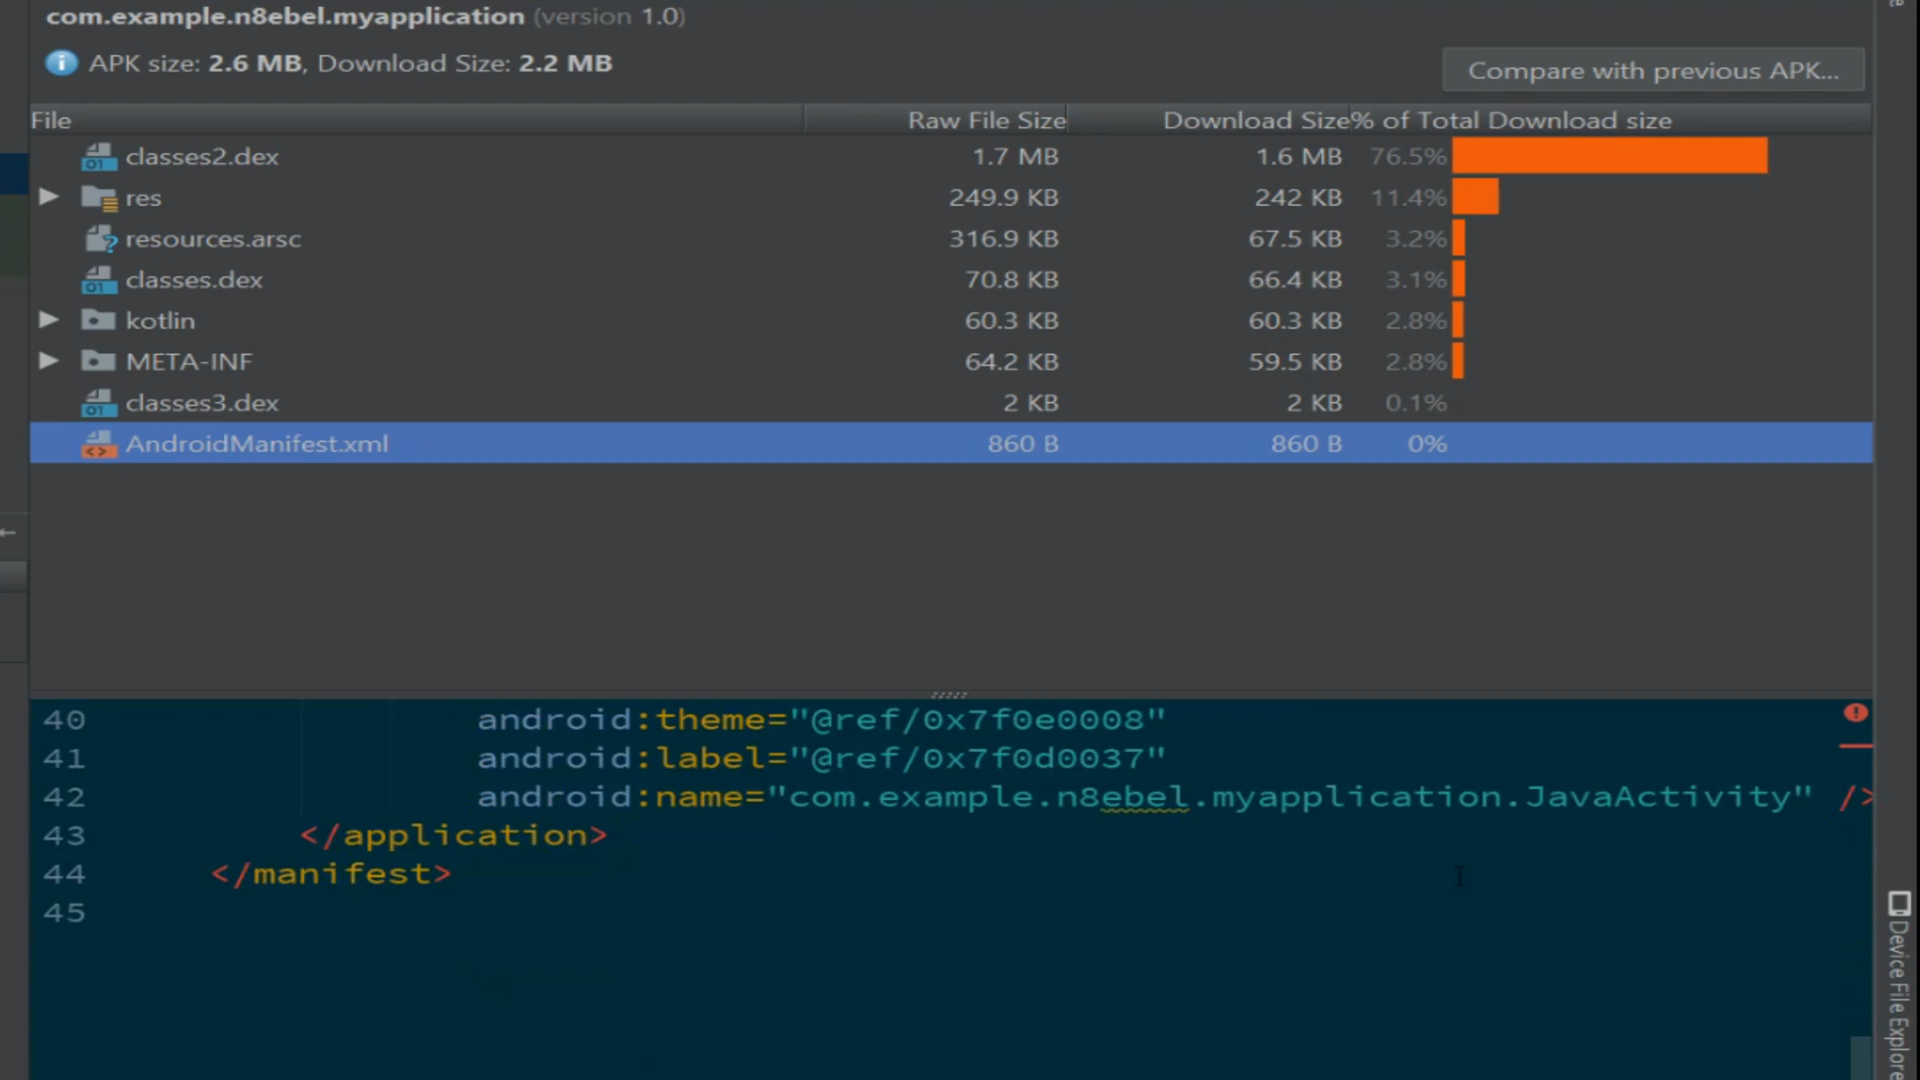 com.example.n8ebel.myapplication (version 1.0)
APK size: 2.6 MB, Download Size: 2.2 MB
Compare with previous APK...
File Raw File Size Download Size % of Total Download size
classes2.dex 1.7 MB 1.6 MB 76.5%
res 249.9 KB 242 KB 11.4%
resources.arsc 316.9 KB 67.5 KB 3.2%
classes.dex 70.8 KB 66.4 KB 3.1%
kotlin 60.3 KB 60.3 KB 2.8%
META-INF 64.2 KB 59.5 KB 2.8%
classes3.dex 2 KB 2 KB 0.1%
AndroidManifest.xml 860 B 860 B 0%
40 android:theme="@ref/0x7f0e0008"
41 android:label="@ref/0x7f0d0037"
42 android:name="com.example.n8ebel.myapplication.JavaActivity" />
43 </application>
44 </manifest>
45
Device File Explore